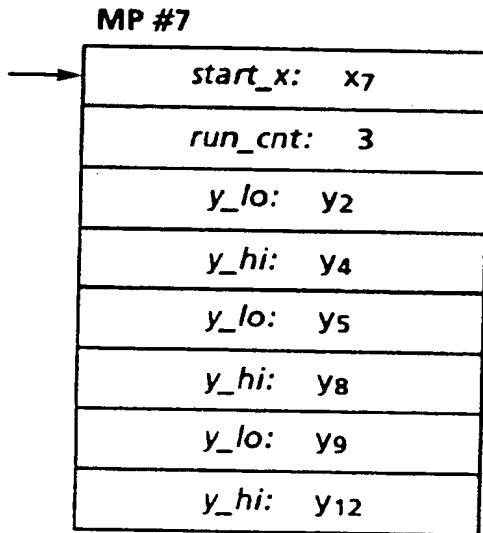 MP #7
start_x: x7
run_cnt: 3
y_lo: y2
y_hi: y4
y_lo: y5
y_hi: y8
y_lo: y9
y_hi: y12